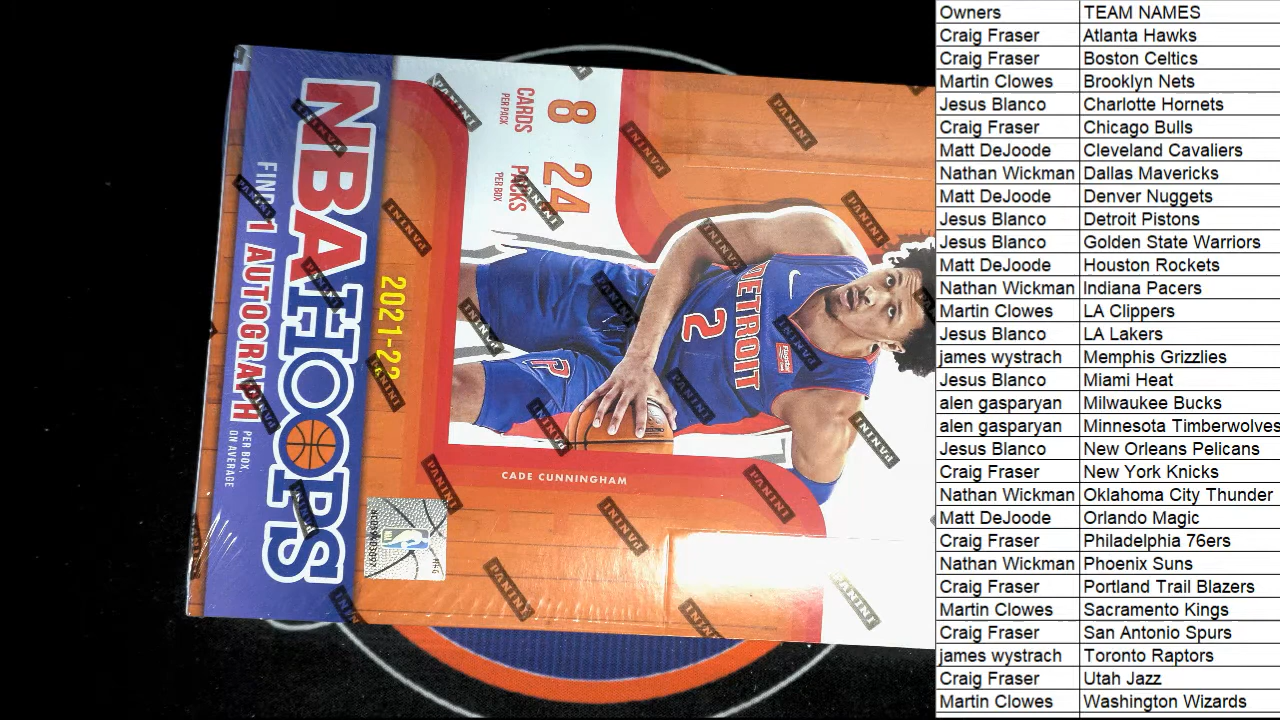 NBA HOOPS
FIND 1 AUTOGRAPH
PER BOX,
ON AVERAGE
2021-22
8
CARDS
PER PACK
24
PACKS
PER BOX
DETROIT
2
CADE CUNNINGHAM
PANINI
Owners TEAM NAMES
Craig Fraser Atlanta Hawks
Craig Fraser Boston Celtics
Martin Clowes Brooklyn Nets
Jesus Blanco Charlotte Hornets
Craig Fraser Chicago Bulls
Matt DeJoode Cleveland Cavaliers
Nathan Wickman Dallas Mavericks
Matt DeJoode Denver Nuggets
Jesus Blanco Detroit Pistons
Jesus Blanco Golden State Warriors
Matt DeJoode Houston Rockets
Nathan Wickman Indiana Pacers
Martin Clowes LA Clippers
Jesus Blanco LA Lakers
james wystrach Memphis Grizzlies
Jesus Blanco Miami Heat
alen gasparyan Milwaukee Bucks
alen gasparyan Minnesota Timberwolves
Jesus Blanco New Orleans Pelicans
Craig Fraser New York Knicks
Nathan Wickman Oklahoma City Thunder
Matt DeJoode Orlando Magic
Craig Fraser Philadelphia 76ers
Nathan Wickman Phoenix Suns
Craig Fraser Portland Trail Blazers
Martin Clowes Sacramento Kings
Craig Fraser San Antonio Spurs
james wystrach Toronto Raptors
Craig Fraser Utah Jazz
Martin Clowes Washington Wizards